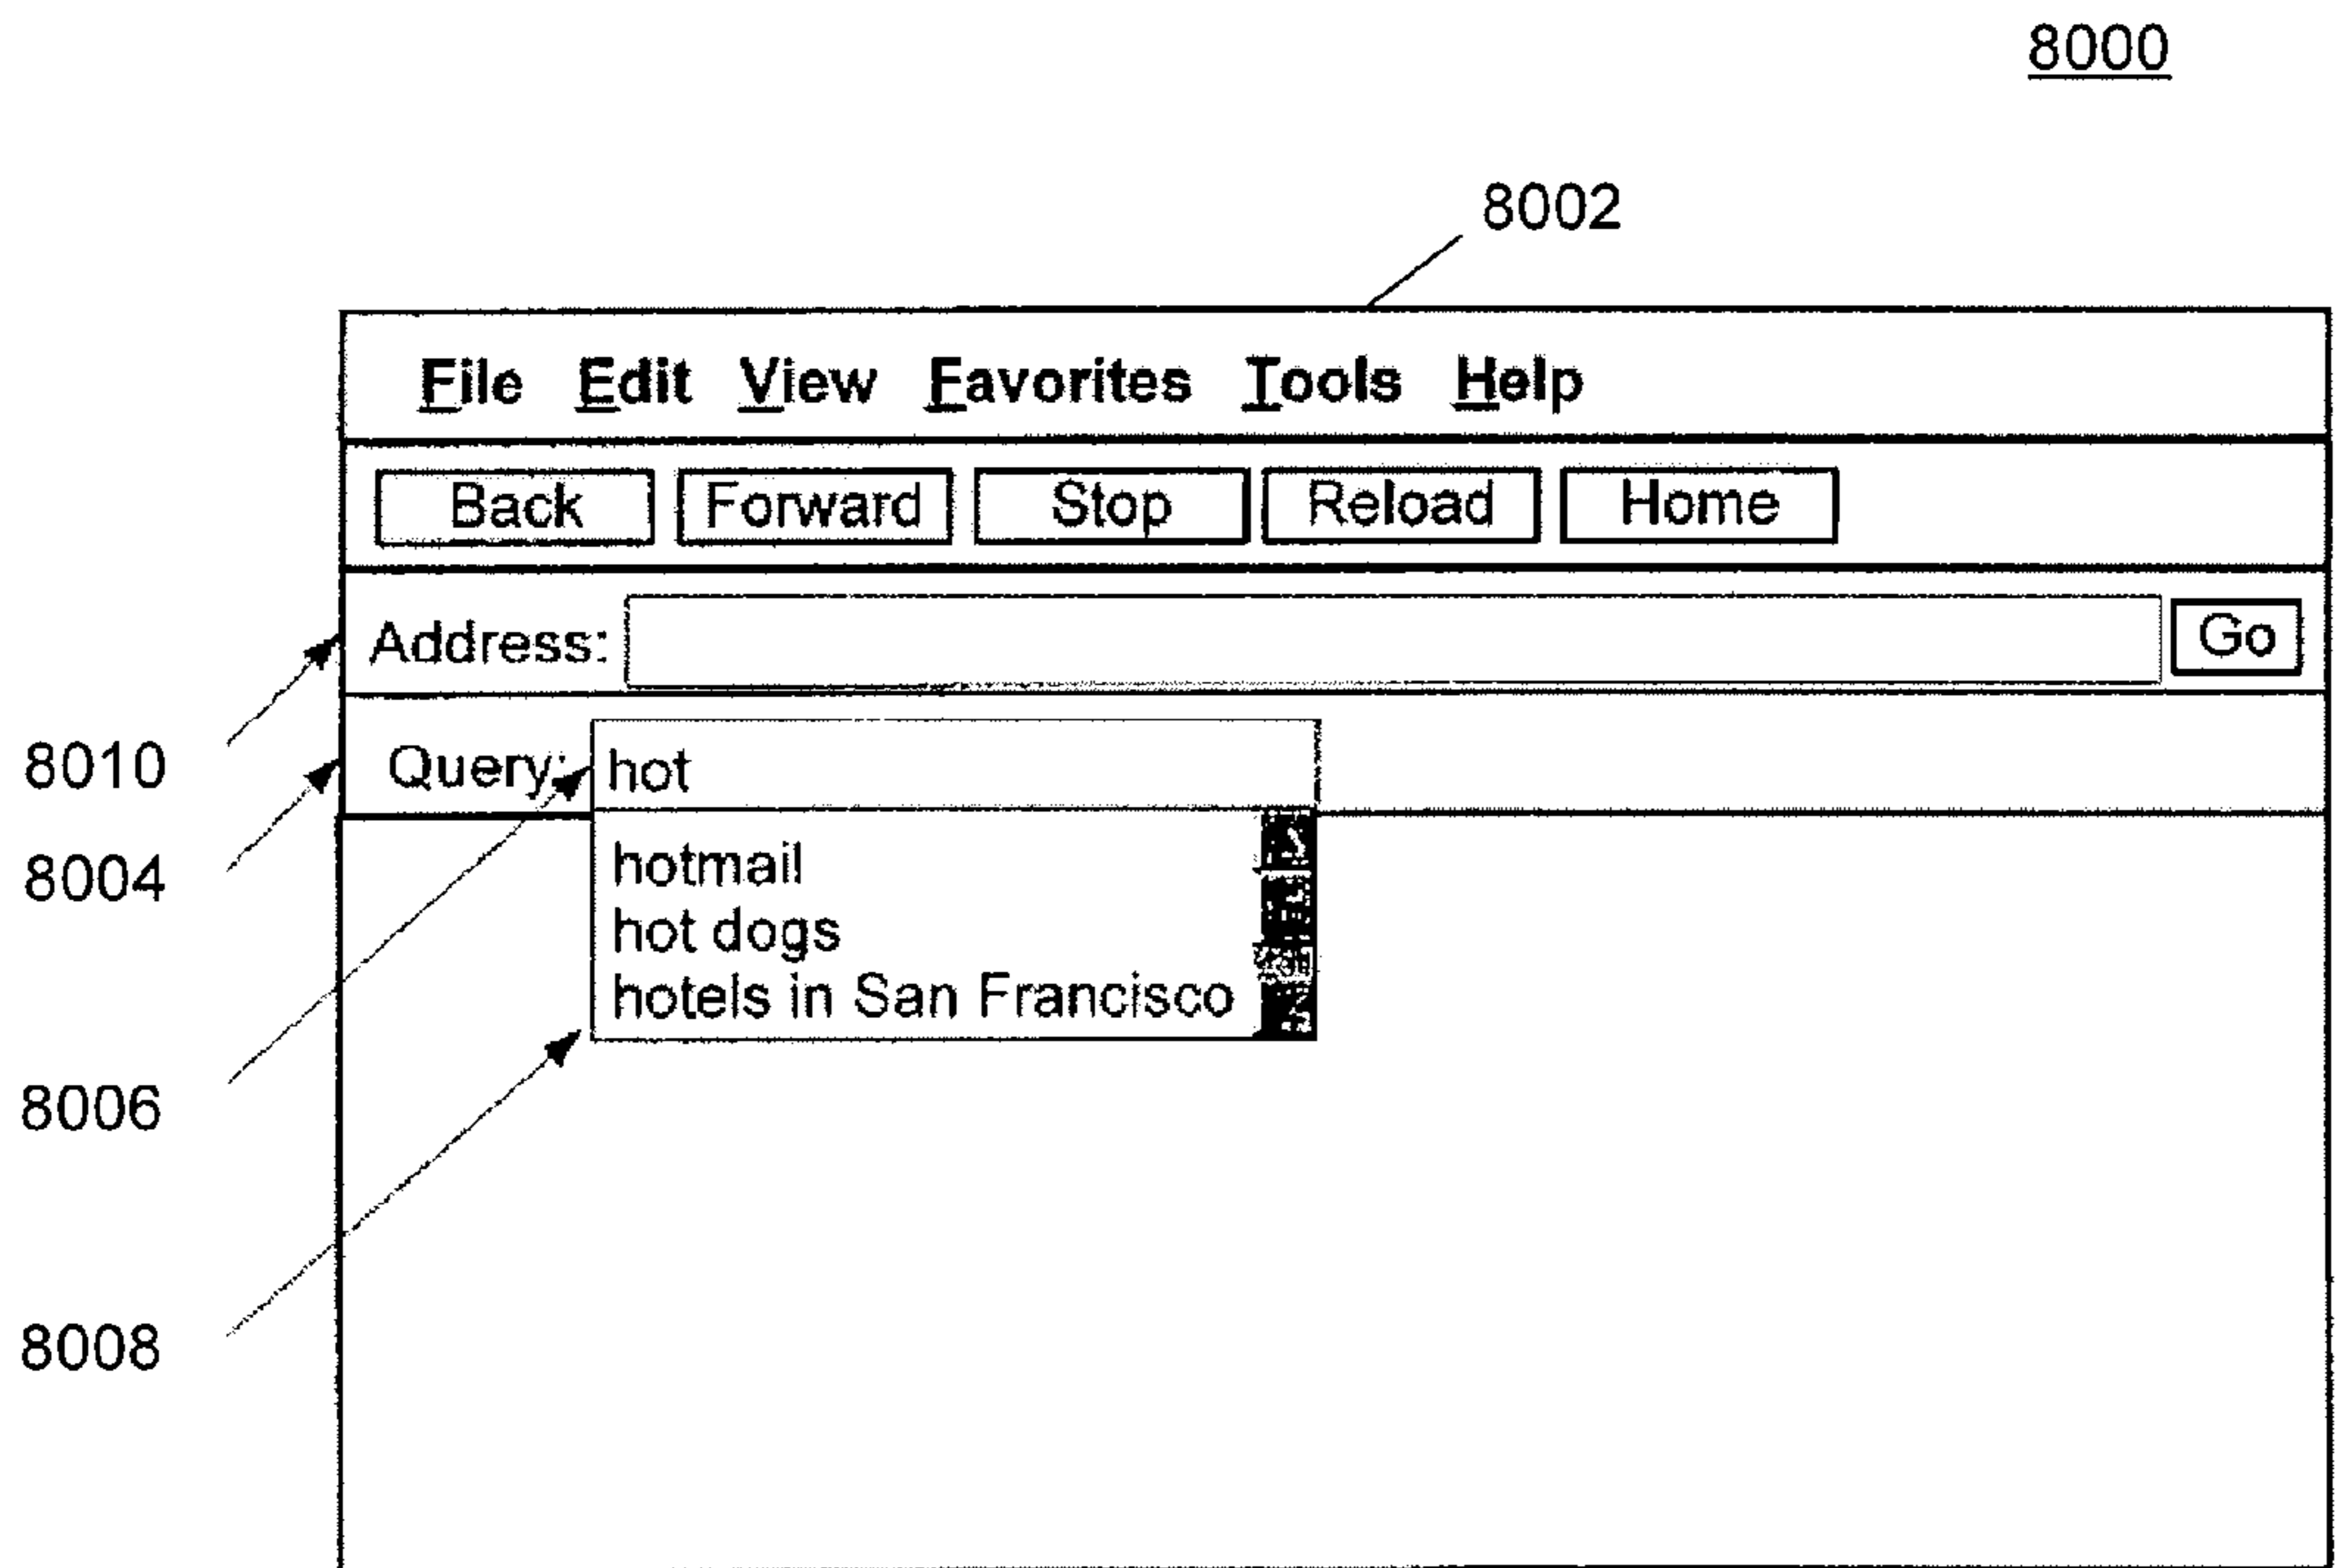 8000
8002
File Edit View Favorites Tools Help
Back Forward Stop Reload Home
Address: Go
8010
Query: hot
8004
hotmail
hot dogs
hotels in San Francisco
8006
8008